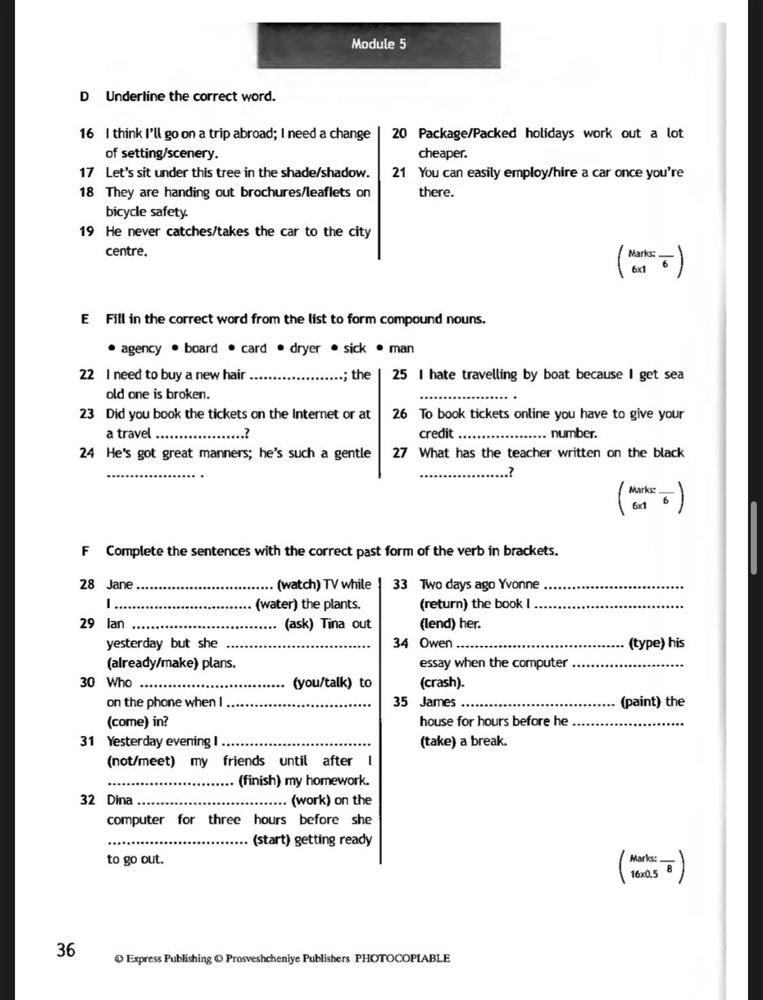 Module 5
D Underline the correct word.
16 I think I'll go on a trip abroad; I need a change
of setting/scenery.
17 Let's sit under this tree in the shade/shadow.
18 They are handing out brochures/leaflets on
bicycle safety.
19 He never catches/takes the car to the city
centre.
20 Package/Packed holidays work out a lot
cheaper.
21 You can easily employ/hire a car once you're
there.
Marks: ___
6x1 6
E Fill in the correct word from the list to form compound nouns.
• agency • board • card • dryer • sick • man
22 I need to buy a new hair ....................; the
old one is broken.
23 Did you book the tickets on the Internet or at
a travel ...................?
24 He's got great manners; he's such a gentle
................... .
25 I hate travelling by boat because I get sea
................... .
26 To book tickets online you have to give your
credit ................... number.
27 What has the teacher written on the black
...................?
Marks: ___
6x1 6
F Complete the sentences with the correct past form of the verb in brackets.
28 Jane ............................. (watch) TV while
I ............................. (water) the plants.
29 Ian ............................... (ask) Tina out
yesterday but she ...............................
(already/make) plans.
30 Who ............................... (you/talk) to
on the phone when I ...............................
(come) in?
31 Yesterday evening I ................................
(not/meet) my friends until after I
........................... (finish) my homework.
32 Dina ................................ (work) on the
computer for three hours before she
.............................. (start) getting ready
to go out.
33 Two days ago Yvonne ..............................
(return) the book I ................................
(lend) her.
34 Owen .................................... (type) his
essay when the computer ........................
(crash).
35 James ................................. (paint) the
house for hours before he ........................
(take) a break.
Marks: ___
16x0.5 8
36
© Express Publishing © Prosveshcheniye Publishers PHOTOCOPIABLE